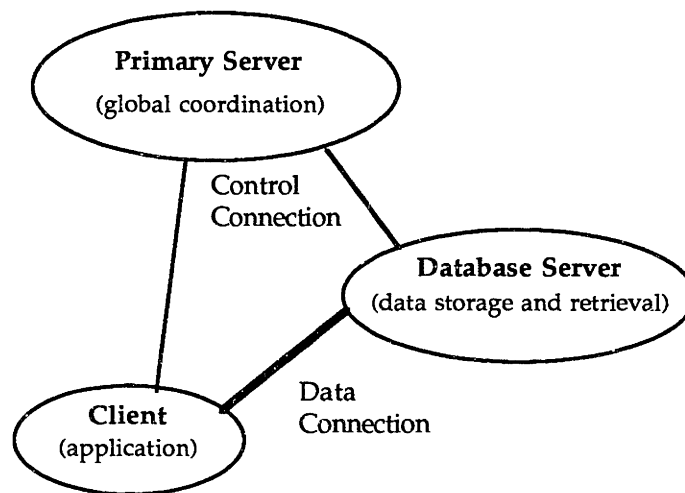 Primary Server
(global coordination)
Control
Connection
Database Server
(data storage and retrieval)
Data
Connection
Client
(application)